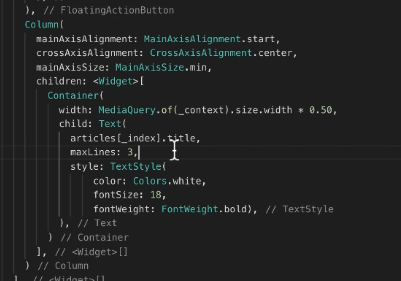 ), // FloatingActionButton
Column(
mainAxisAlignment: MainAxisAlignment.start,
crossAxisAlignment: CrossAxisAlignment.center,
mainAxisSize: MainAxisSize.min,
children: <Widget>[
Container(
width: MediaQuery.of(_context).size.width * 0.50,
child: Text(
articles[_index].title,
maxLines: 3,
style: TextStyle(
color: Colors.white,
fontSize: 18,
fontWeight: FontWeight.bold), // TextStyle
), // Text
) // Container
], // <Widget>[]
) // Column
], // <Widget>[]